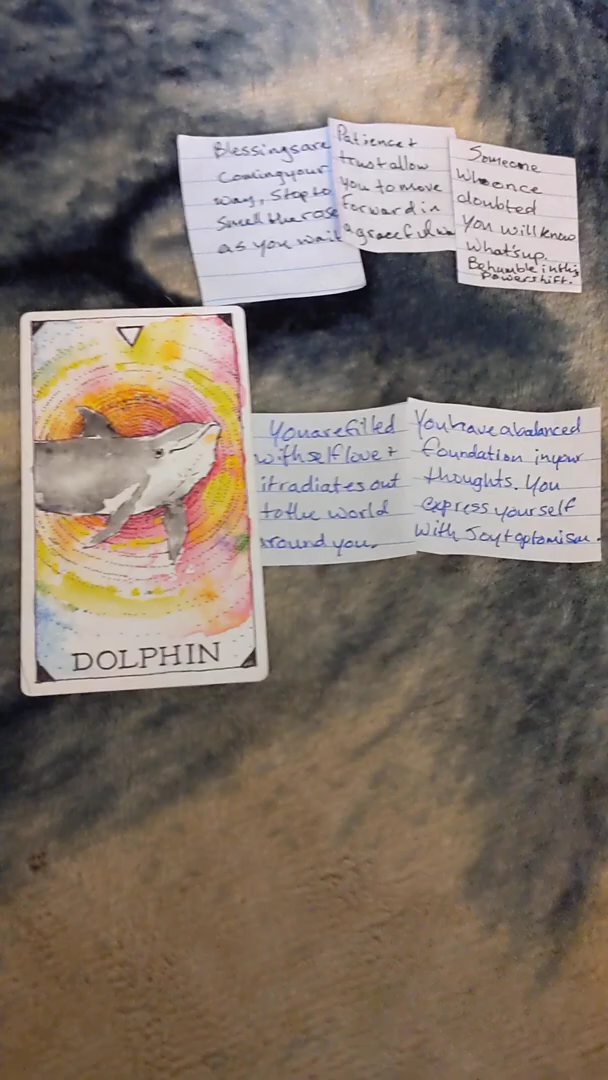 Blessings are
Coming your
way, Stop to
Smell the rose
as you wait
Patience +
trust allow
you to move
forward in
a graceful wa
Someone
Who once
doubted
you will know
what's up.
Be humble in this
power shift.
DOLPHIN
You are filled
with self love +
it radiates out
to the world
around you.
You have a balanced
foundation in your
thoughts. You
express yourself
with Joy + optomism.